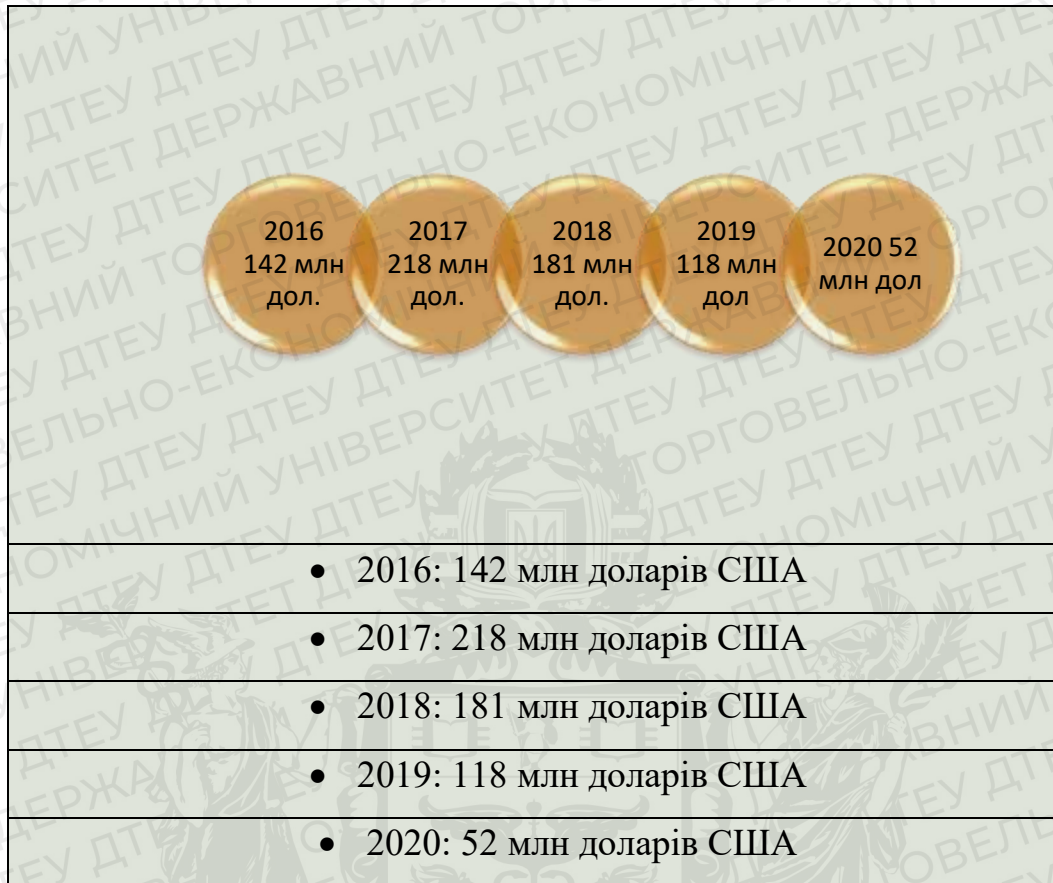 2016
142 млн
дол.
2017
218 млн
дол.
2018
181 млн
дол.
2019
118 млн
дол
2020 52
млн дол
• 2016: 142 млн доларів США
• 2017: 218 млн доларів США
• 2018: 181 млн доларів США
• 2019: 118 млн доларів США
• 2020: 52 млн доларів США